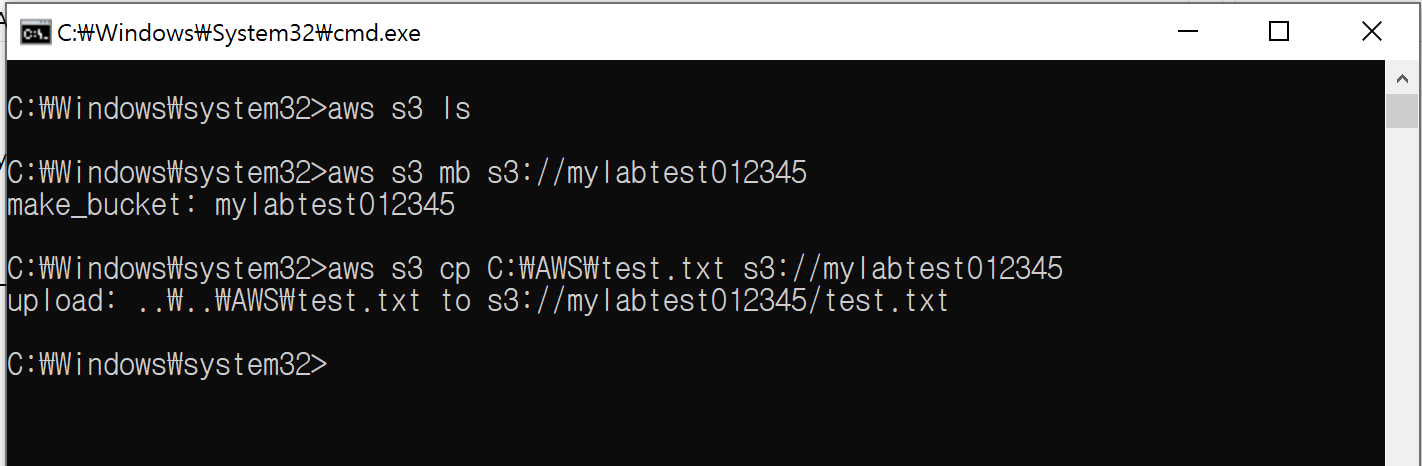 C:₩Windows₩System32₩cmd.exe
C:₩Windows₩system32>aws s3 ls
C:₩Windows₩system32>aws s3 mb s3://mylabtest012345
make_bucket: mylabtest012345
C:₩Windows₩system32>aws s3 cp C:₩AWS₩test.txt s3://mylabtest012345
upload: ..₩..₩AWS₩test.txt to s3://mylabtest012345/test.txt
C:₩Windows₩system32>